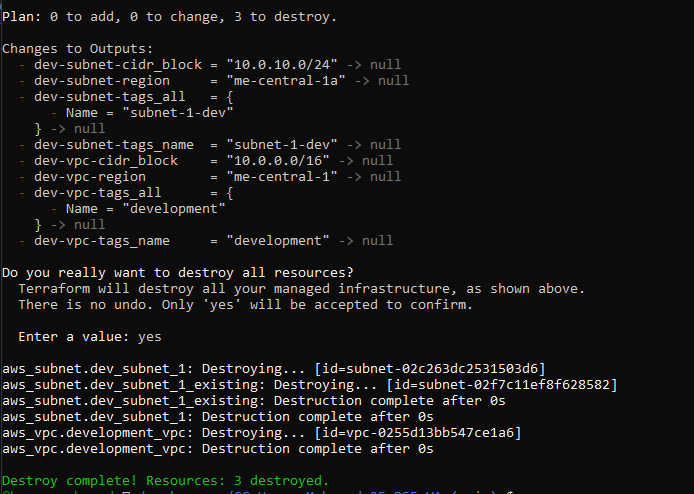 Plan: 0 to add, 0 to change, 3 to destroy.
Changes to Outputs:
- dev-subnet-cidr_block = "10.0.10.0/24" -> null
- dev-subnet-region     = "me-central-1a" -> null
- dev-subnet-tags_all   = {
- Name = "subnet-1-dev"
} -> null
- dev-subnet-tags_name  = "subnet-1-dev" -> null
- dev-vpc-cidr_block    = "10.0.0.0/16" -> null
- dev-vpc-region        = "me-central-1" -> null
- dev-vpc-tags_all      = {
- Name = "development"
} -> null
- dev-vpc-tags_name     = "development" -> null
Do you really want to destroy all resources?
Terraform will destroy all your managed infrastructure, as shown above.
There is no undo. Only 'yes' will be accepted to confirm.
Enter a value: yes
aws_subnet.dev_subnet_1: Destroying... [id=subnet-02c263dc2531503d6]
aws_subnet.dev_subnet_1_existing: Destroying... [id=subnet-02f7c11ef8f628582]
aws_subnet.dev_subnet_1_existing: Destruction complete after 0s
aws_subnet.dev_subnet_1: Destruction complete after 0s
aws_vpc.development_vpc: Destroying... [id=vpc-0255d13bb547ce1a6]
aws_vpc.development_vpc: Destruction complete after 0s
Destroy complete! Resources: 3 destroyed.